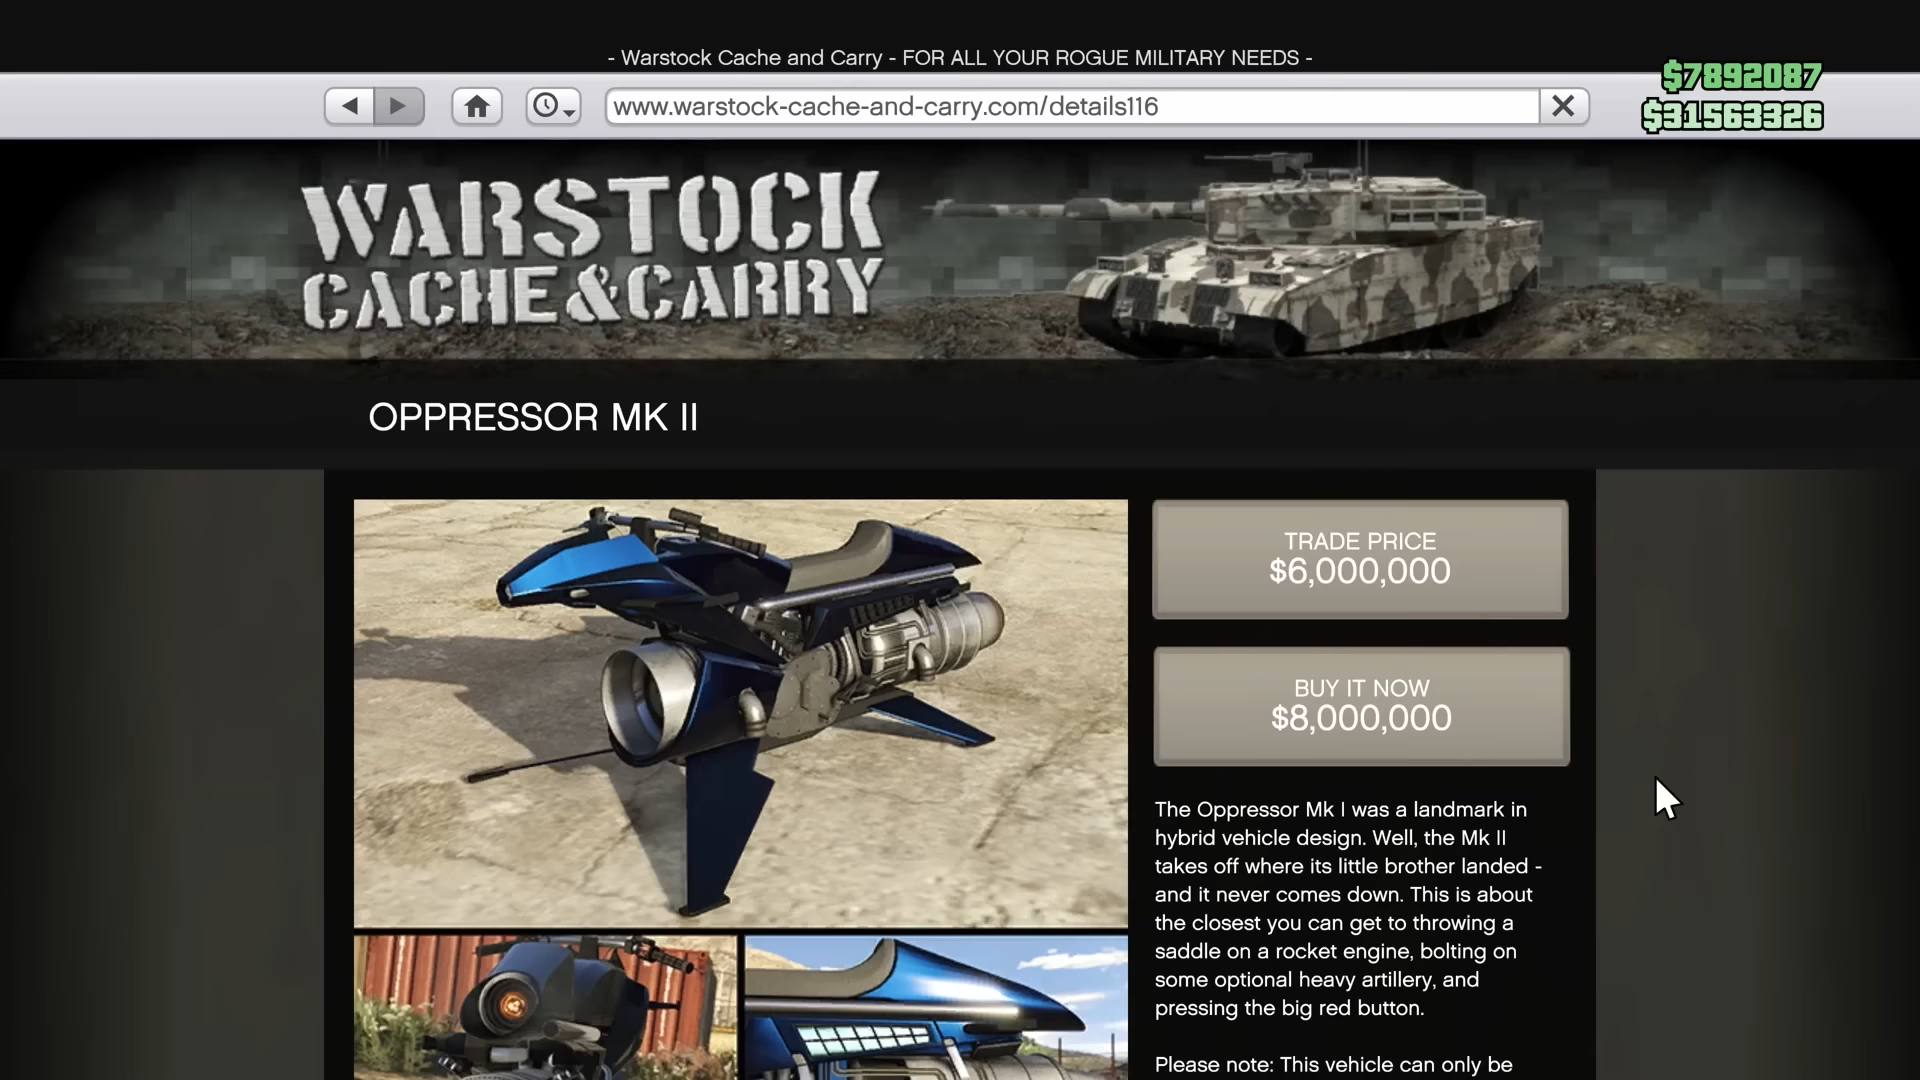 - Warstock Cache and Carry - FOR ALL YOUR ROGUE MILITARY NEEDS -
$7892087
www.warstock-cache-and-carry.com/details116
$31563326
WARSTOCK
CACHE&CARRY
OPPRESSOR MK II
TRADE PRICE
$6,000,000
BUY IT NOW
$8,000,000
The Oppressor Mk I was a landmark in
hybrid vehicle design. Well, the Mk II
takes off where its little brother landed -
and it never comes down. This is about
the closest you can get to throwing a
saddle on a rocket engine, bolting on
some optional heavy artillery, and
pressing the big red button.
Please note: This vehicle can only be